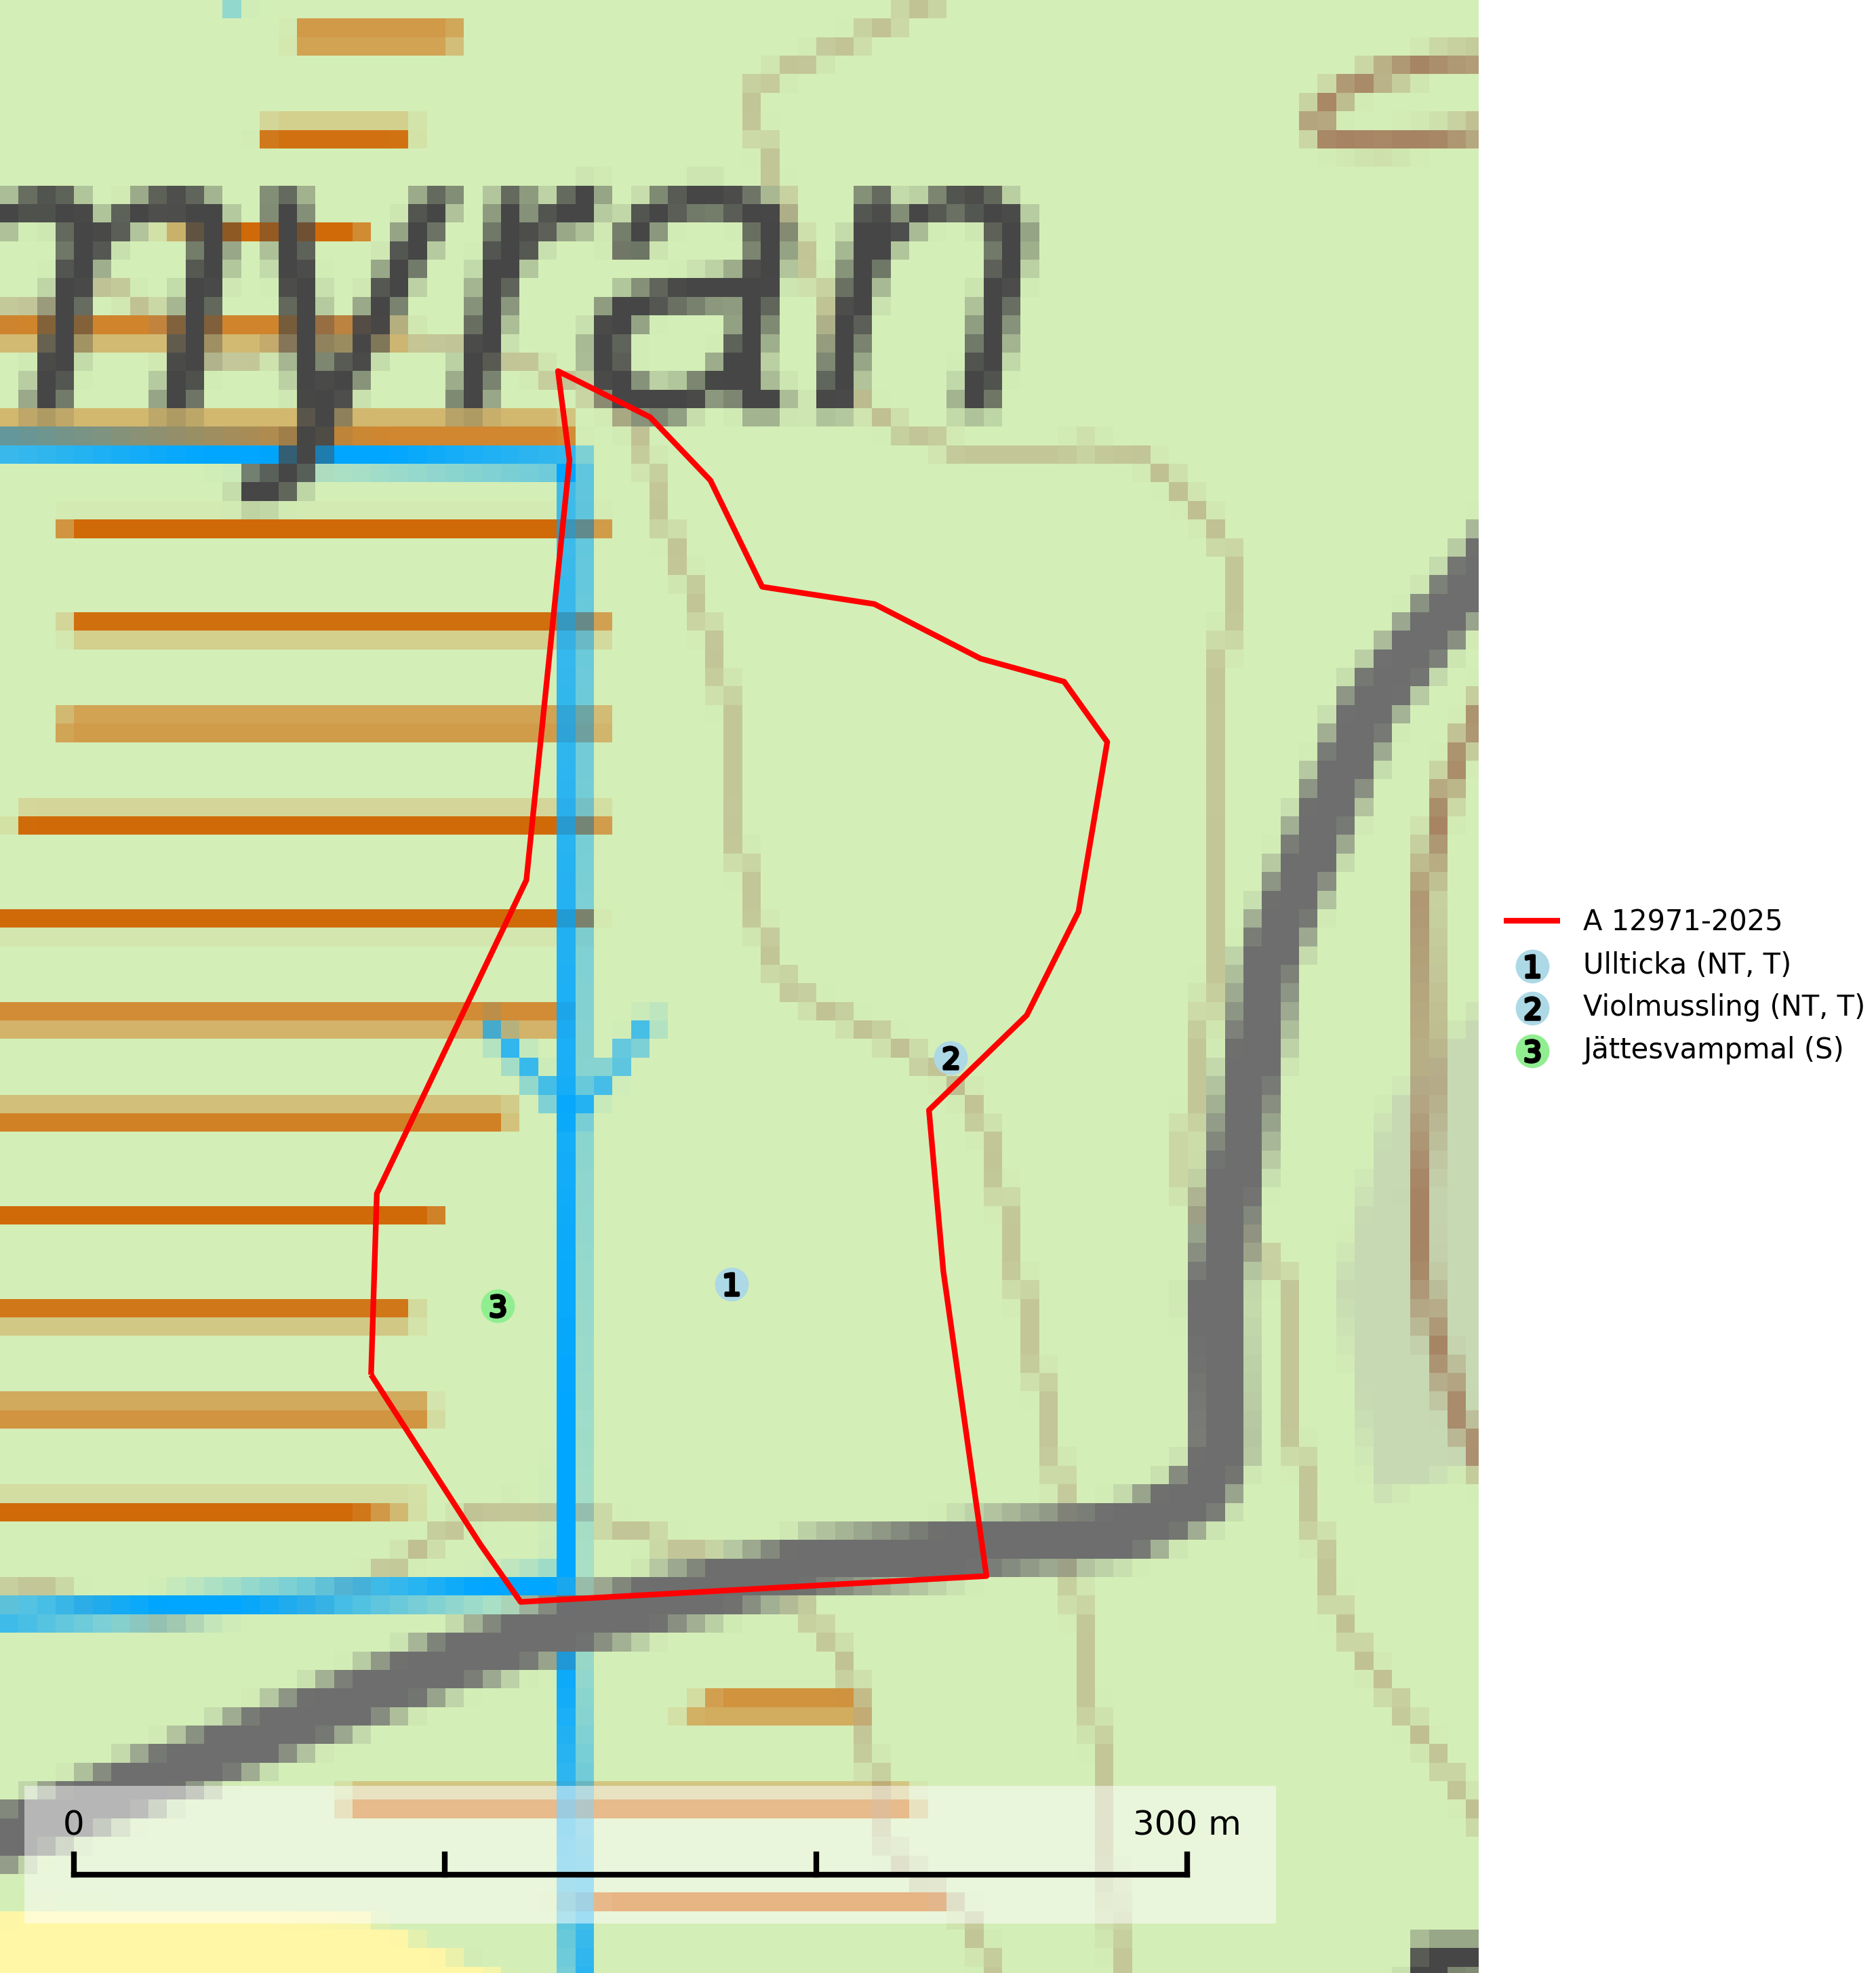 myran
A 12971-2025
1 Ullticka (NT, T)
2 Violmussling (NT, T)
3 Jättesvampmal (S)
2
1
3
0 300 m